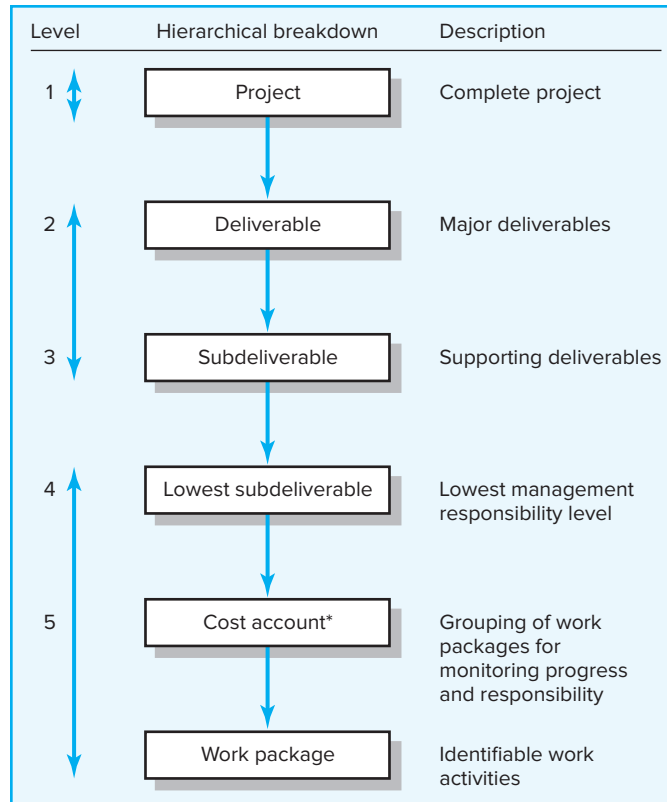 Level Hierarchical breakdown Description
1 Project Complete project
2 Deliverable Major deliverables
3 Subdeliverable Supporting deliverables
4 Lowest subdeliverable Lowest management
responsibility level
5 Cost account* Grouping of work
packages for
monitoring progress
and responsibility
Work package Identifiable work
activities